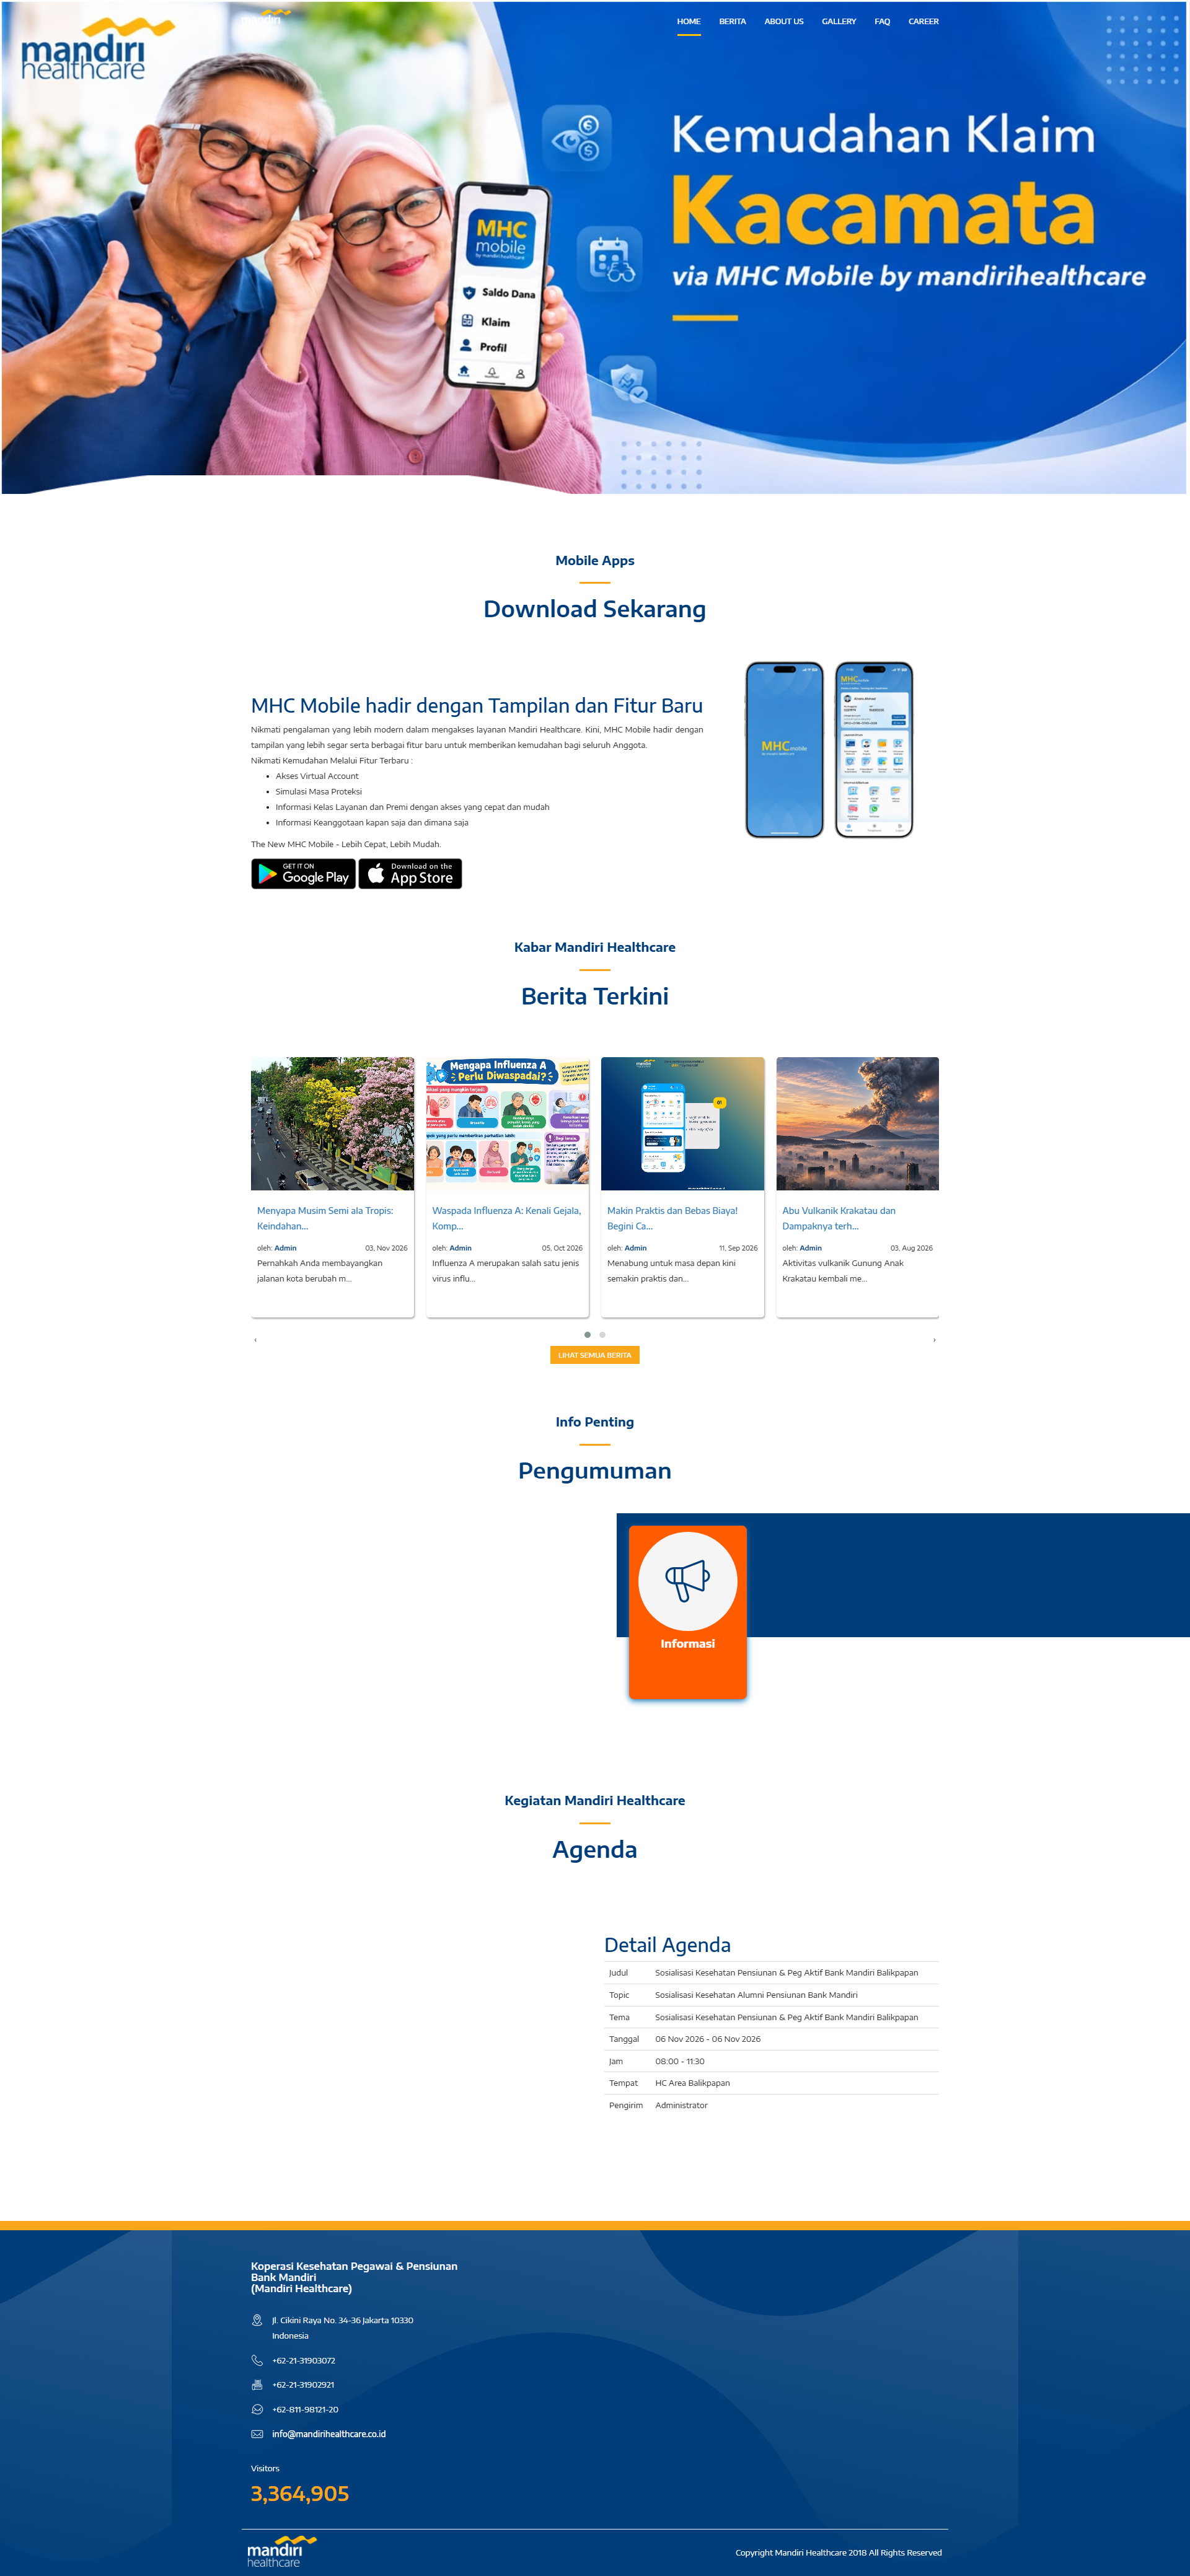 mandiri
healthcare
mandiri
HOME
BERITA
ABOUT US
GALLERY
FAQ
CAREER
Kemudahan Klaim
Kacamata
via MHC Mobile by mandirihealthcare
MHC
mobile
by mandiri healthcare
Saldo Dana
Klaim
Profil
Mobile Apps
Download Sekarang
MHC Mobile hadir dengan Tampilan dan Fitur Baru
Nikmati pengalaman yang lebih modern dalam mengakses layanan Mandiri Healthcare. Kini, MHC Mobile hadir dengan
tampilan yang lebih segar serta berbagai fitur baru untuk memberikan kemudahan bagi seluruh Anggota.
Nikmati Kemudahan Melalui Fitur Terbaru :
Akses Virtual Account
Simulasi Masa Proteksi
Informasi Kelas Layanan dan Premi dengan akses yang cepat dan mudah
Informasi Keanggotaan kapan saja dan dimana saja
The New MHC Mobile - Lebih Cepat, Lebih Mudah.
GET IT ON
Google Play
Download on the
App Store
MHC mobile
MHC mobile
Kabar Mandiri Healthcare
Berita Terkini
Mengapa Influenza A
Perlu Diwaspadai?
Menyapa Musim Semi ala Tropis:
Keindahan...
oleh: Admin
03, Nov 2026
Pernahkah Anda membayangkan
jalanan kota berubah m...
Waspada Influenza A: Kenali Gejala,
Komp...
oleh: Admin
05, Oct 2026
Influenza A merupakan salah satu jenis
virus influ...
Makin Praktis dan Bebas Biaya!
Begini Ca...
oleh: Admin
11, Sep 2026
Menabung untuk masa depan kini
semakin praktis dan...
Abu Vulkanik Krakatau dan
Dampaknya terh...
oleh: Admin
03, Aug 2026
Aktivitas vulkanik Gunung Anak
Krakatau kembali me...
‹
›
LIHAT SEMUA BERITA
Info Penting
Pengumuman
Informasi
Kegiatan Mandiri Healthcare
Agenda
Detail Agenda
Judul Sosialisasi Kesehatan Pensiunan & Peg Aktif Bank Mandiri Balikpapan
Topic Sosialisasi Kesehatan Alumni Pensiunan Bank Mandiri
Tema Sosialisasi Kesehatan Pensiunan & Peg Aktif Bank Mandiri Balikpapan
Tanggal 06 Nov 2026 - 06 Nov 2026
Jam 08:00 - 11:30
Tempat HC Area Balikpapan
Pengirim Administrator
Koperasi Kesehatan Pegawai & Pensiunan
Bank Mandiri
(Mandiri Healthcare)
Jl. Cikini Raya No. 34-36 Jakarta 10330
Indonesia
+62-21-31903072
+62-21-31902921
+62-811-98121-20
info@mandirihealthcare.co.id
Visitors
3,364,905
mandiri
healthcare
Copyright Mandiri Healthcare 2018 All Rights Reserved